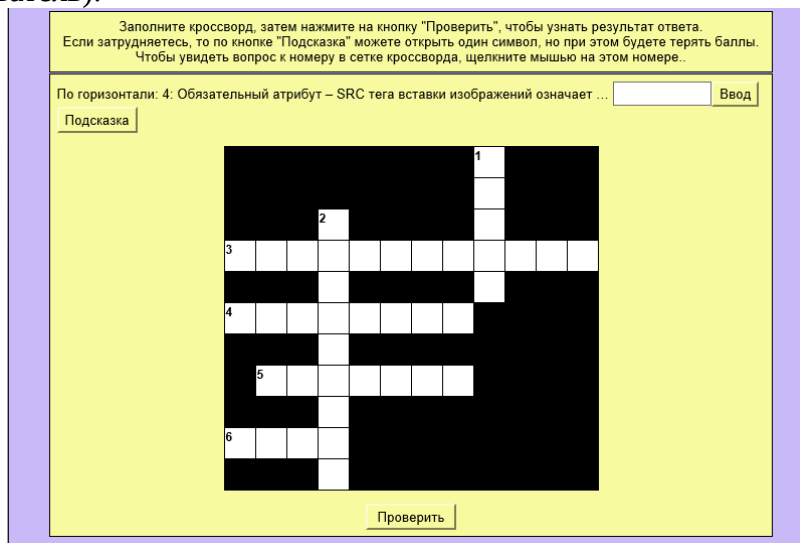 Заполните кроссворд, затем нажмите на кнопку "Проверить", чтобы узнать результат ответа.
Если затрудняетесь, то по кнопке "Подсказка" можете открыть один символ, но при этом будете терять баллы.
Чтобы увидеть вопрос к номеру в сетке кроссворда, щелкните мышью на этом номере..
По горизонтали: 4: Обязательный атрибут – SRC тега вставки изображений означает ... Ввод
Подсказка
1
2
3
4
5
6
Проверить